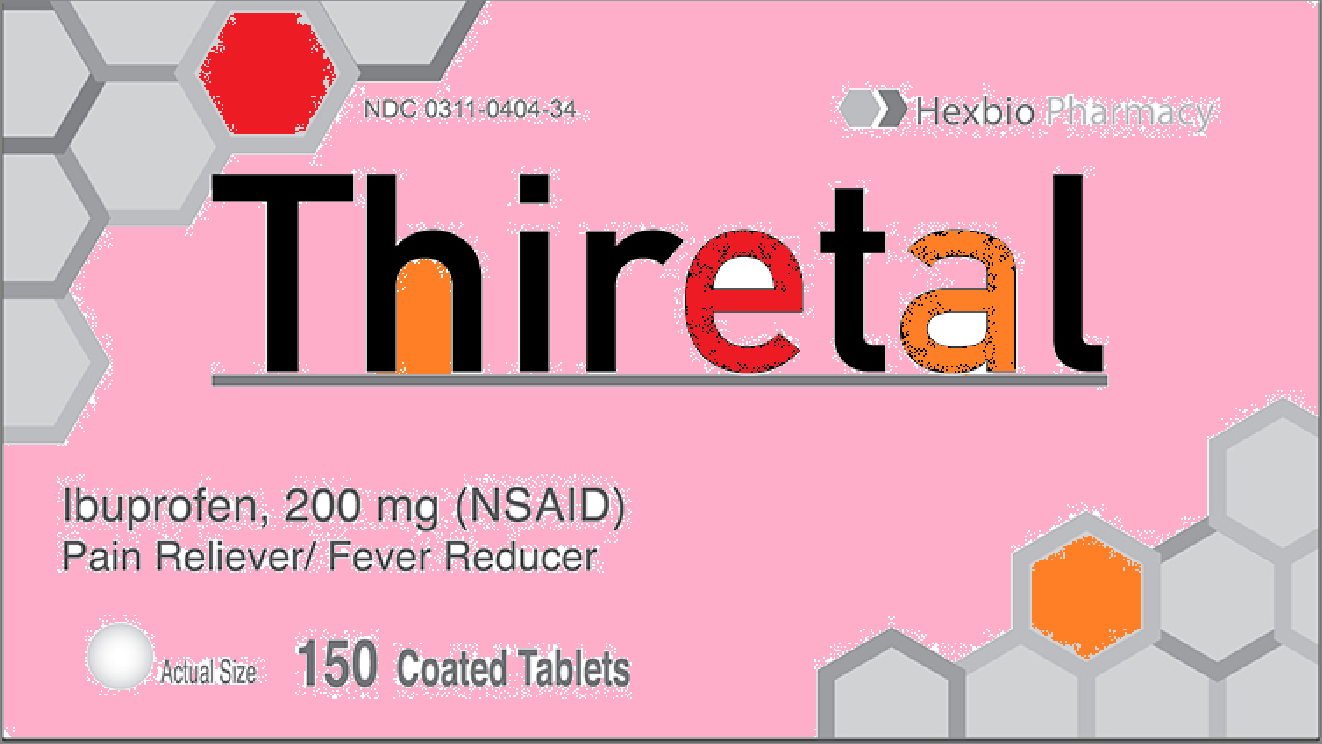 NDC 0311-0404-34
Hexbio Pharmacy
Thiretal
Ibuprofen, 200 mg (NSAID)
Pain Reliever/ Fever Reducer
Actual Size
150 Coated Tablets